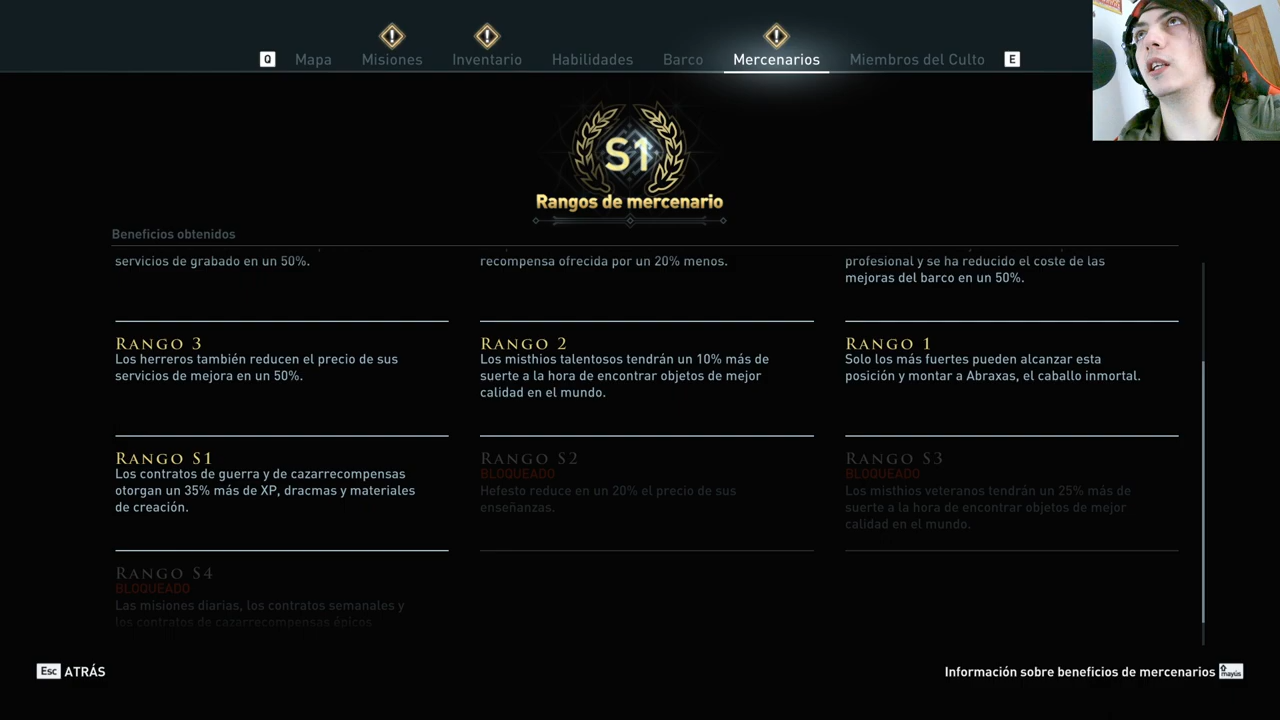 Q Mapa Misiones Inventario Habilidades Barco Mercenarios Miembros del Culto E
S1
Rangos de mercenario
Beneficios obtenidos
servicios de grabado en un 50%.
recompensa ofrecida por un 20% menos.
profesional y se ha reducido el coste de las
mejoras del barco en un 50%.
RANGO 3
Los herreros también reducen el precio de sus
servicios de mejora en un 50%.
RANGO 2
Los misthios talentosos tendrán un 10% más de
suerte a la hora de encontrar objetos de mejor
calidad en el mundo.
RANGO 1
Solo los más fuertes pueden alcanzar esta
posición y montar a Abraxas, el caballo inmortal.
RANGO S1
Los contratos de guerra y de cazarrecompensas
otorgan un 35% más de XP, dracmas y materiales
de creación.
RANGO S2
BLOQUEADO
Hefesto reduce en un 20% el precio de sus
enseñanzas.
RANGO S3
BLOQUEADO
Los misthios veteranos tendrán un 25% más de
suerte a la hora de encontrar objetos de mejor
calidad en el mundo.
RANGO S4
BLOQUEADO
Las misiones diarias, los contratos semanales y
los contratos de cazarrecompensas épicos
Esc ATRÁS
Información sobre beneficios de mercenarios mayús